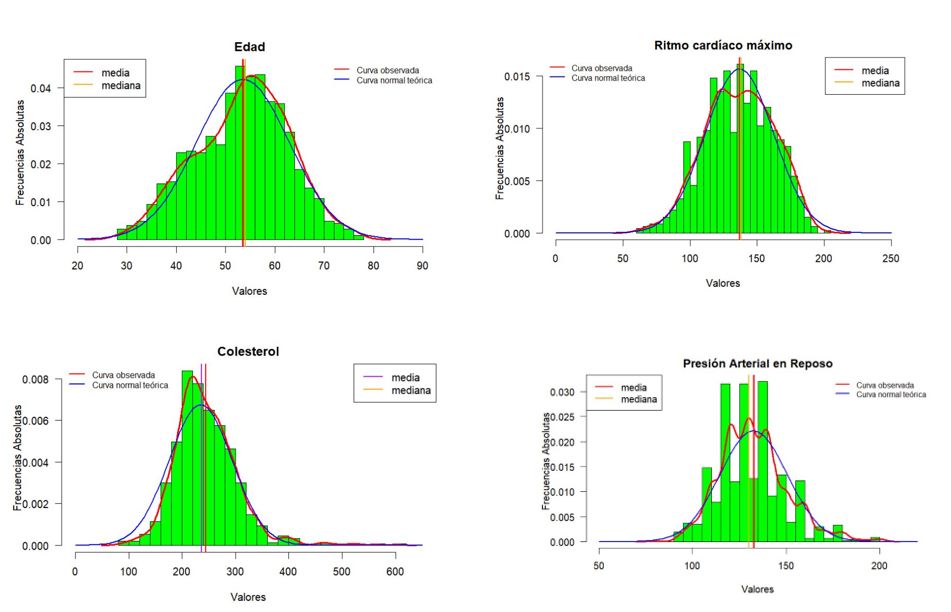 Edad
media
mediana
Curva observada
Curva normal teórica
Frecuencias Absolutas
0.04
0.03
0.02
0.01
0.00
20 30 40 50 60 70 80 90
Valores
Ritmo cardíaco máximo
Curva observada
Curva normal teórica
media
mediana
Frecuencias Absolutas
0.015
0.010
0.005
0.000
0 50 100 150 200 250
Valores
Colesterol
Curva observada
Curva normal teórica
media
mediana
Frecuencias Absolutas
0.008
0.006
0.004
0.002
0.000
0 100 200 300 400 500 600
Valores
Presión Arterial en Reposo
media
mediana
Curva observada
Curva normal teórica
Frecuencias Absolutas
0.030
0.025
0.020
0.015
0.010
0.005
0.000
50 100 150 200
Valores